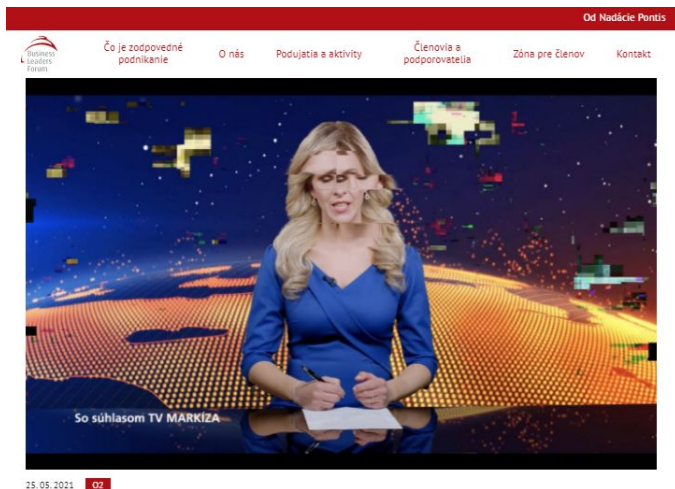 Od Nadácie Pontis
Business
Leaders
Forum
Čo je zodpovedné
podnikanie
O nás
Podujatia a aktivity
Členovia a
podporovatelia
Zóna pre členov
Kontakt
So súhlasom TV MARKÍZA
25. 05. 2021
O2